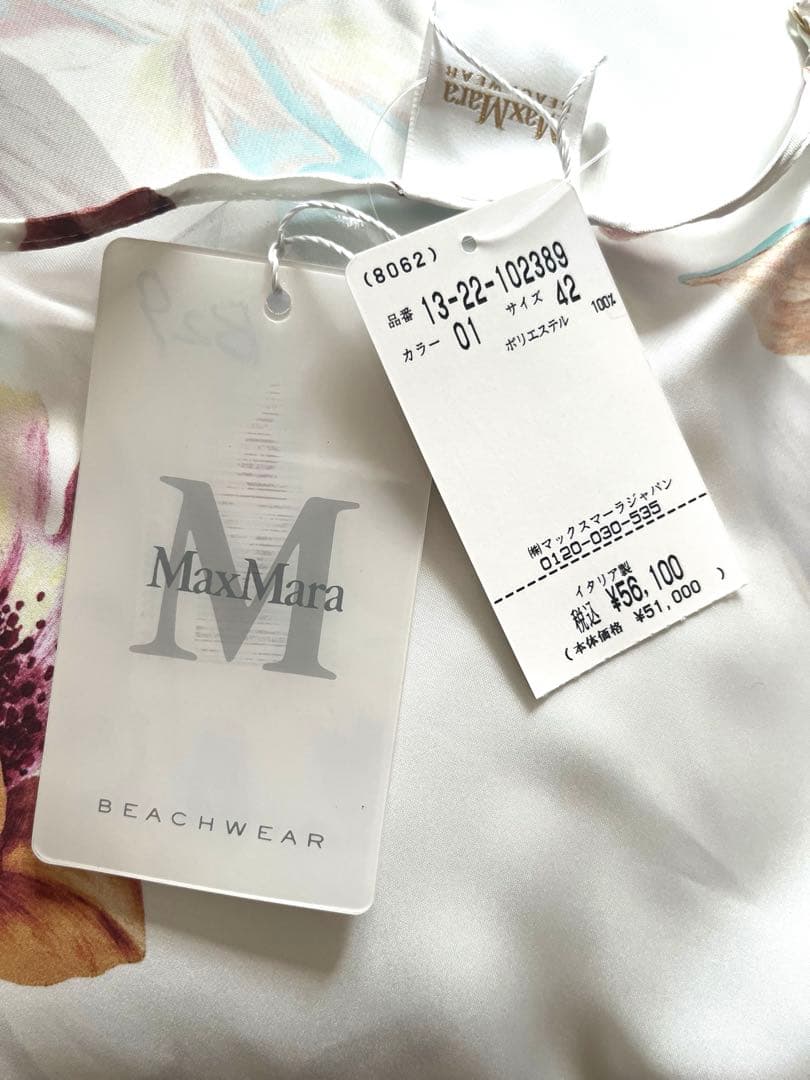 MaxMara
BEACHWEAR
(8062)
品番 13-22-102389
カラー 01 サイズ 42
ポリエステル 100%
㈱マックスマーラジャパン
0120-030-535
イタリア製
税込 ¥56,100
(本体価格 ¥51,000 )
M
MaxMara
BEACHWEAR